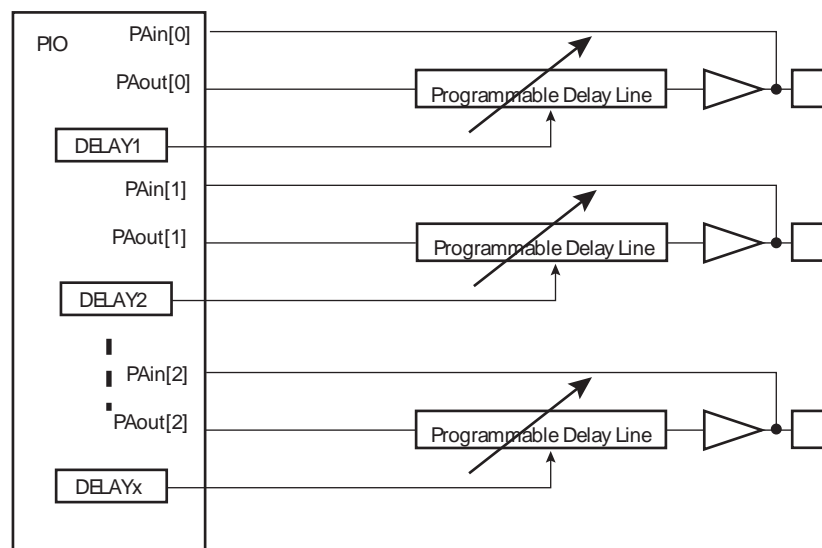 PIO
PAin[0]
PAout[0]
Programmable Delay Line
DELAY1
PAin[1]
PAout[1]
Programmable Delay Line
DELAY2
PAin[2]
PAout[2]
Programmable Delay Line
DELAYx